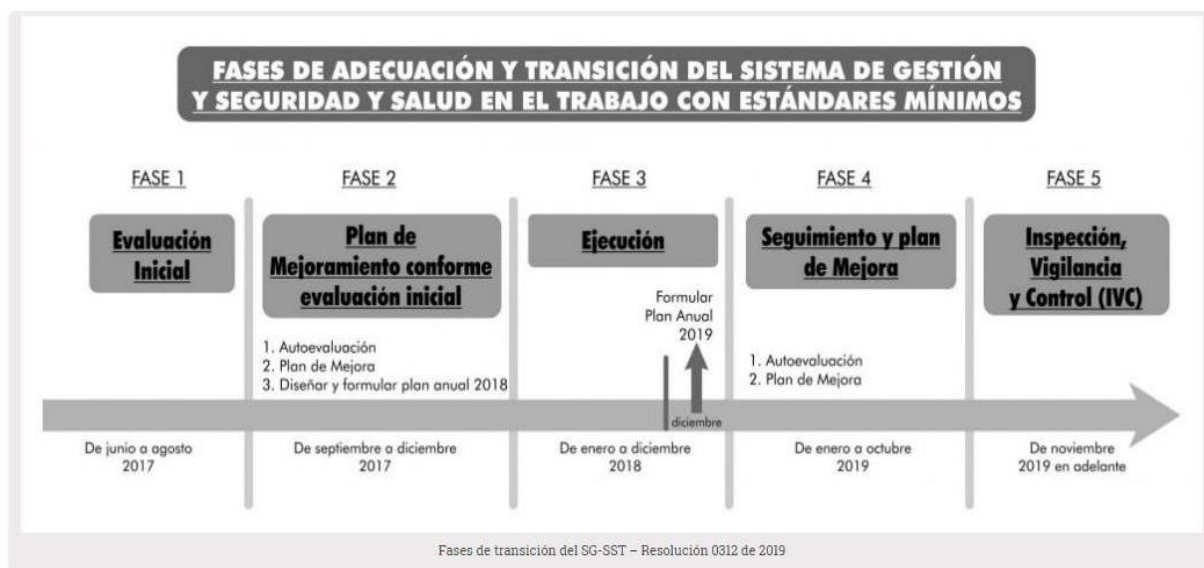 FASES DE ADECUACIÓN Y TRANSICIÓN DEL SISTEMA DE GESTIÓN
Y SEGURIDAD Y SALUD EN EL TRABAJO CON ESTÁNDARES MÍNIMOS
FASE 1
Evaluación
Inicial
De junio a agosto
2017
FASE 2
Plan de
Mejoramiento conforme
evaluación inicial
1. Autoevaluación
2. Plan de Mejora
3. Diseñar y formular plan anual 2018
De septiembre a diciembre
2017
FASE 3
Ejecución
Formular
Plan Anual
2019
diciembre
De enero a diciembre
2018
FASE 4
Seguimiento y plan
de Mejora
1. Autoevaluación
2. Plan de Mejora
De enero a octubre
2019
FASE 5
Inspección,
Vigilancia
y Control (IVC)
De noviembre
2019 en adelante
Fases de transición del SG-SST – Resolución 0312 de 2019